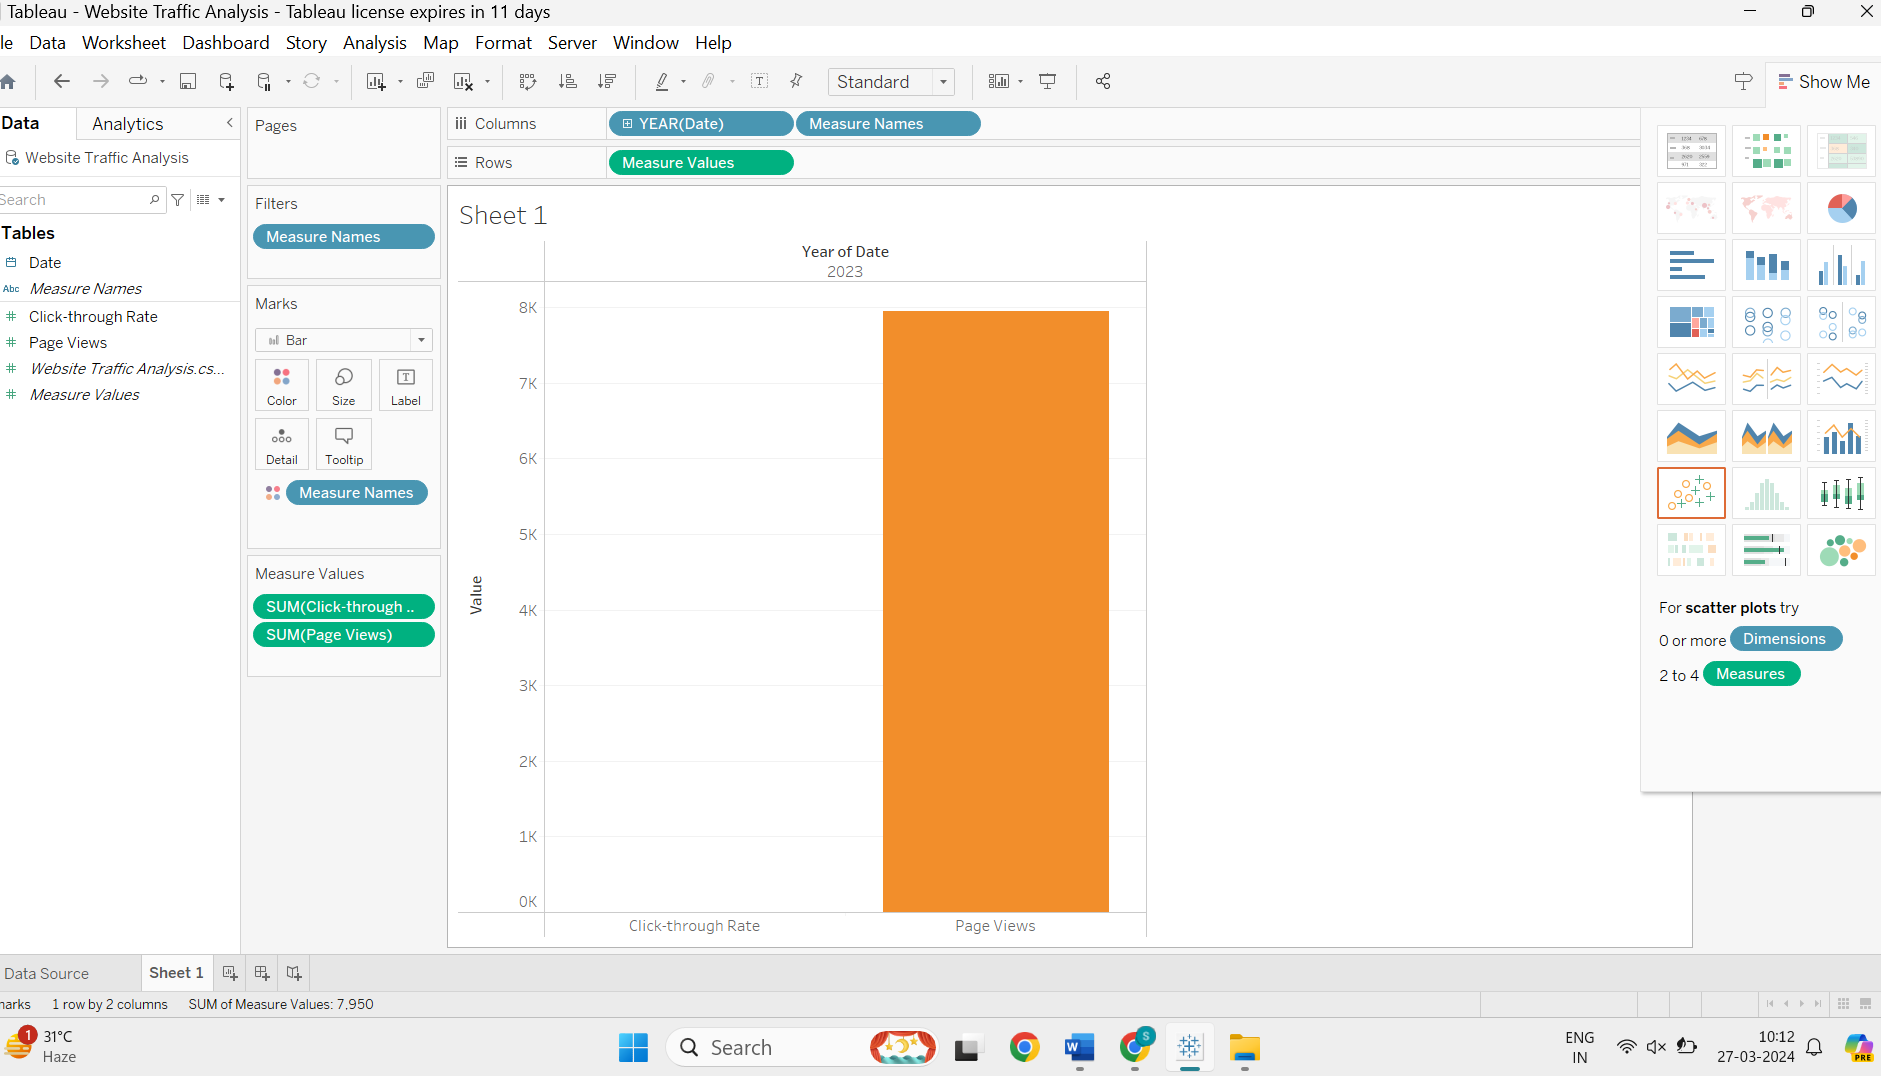 Tableau - Website Traffic Analysis - Tableau license expires in 11 days
le Data Worksheet Dashboard Story Analysis Map Format Server Window Help
Standard
Show Me
Data Analytics
Website Traffic Analysis
Search
Tables
Date
Abc Measure Names
# Click-through Rate
# Page Views
# Website Traffic Analysis.cs...
# Measure Values
Pages
Filters
Measure Names
Marks
Bar
Color Size Label
Detail Tooltip
Measure Names
Measure Values
SUM(Click-through ..
SUM(Page Views)
Columns YEAR(Date) Measure Names
Rows Measure Values
Sheet 1
Year of Date
2023
8K
7K
6K
5K
4K
3K
2K
1K
0K
Value
Click-through Rate Page Views
For scatter plots try
0 or more Dimensions
2 to 4 Measures
Data Source Sheet 1
arks 1 row by 2 columns SUM of Measure Values: 7,950
1
31°C
Haze
Search
W
S
ENG
IN
10:12
27-03-2024
PRE